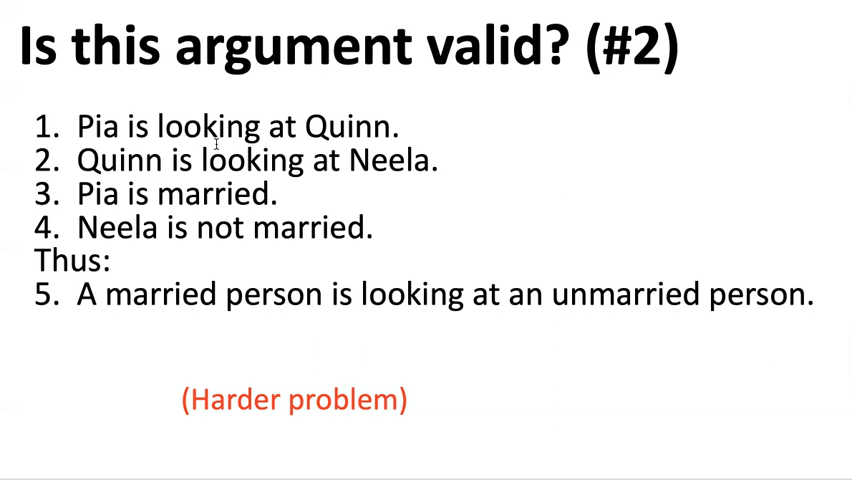 Is this argument valid? (#2)
1. Pia is looking at Quinn.
2. Quinn is looking at Neela.
3. Pia is married.
4. Neela is not married.
Thus:
5. A married person is looking at an unmarried person.
(Harder problem)